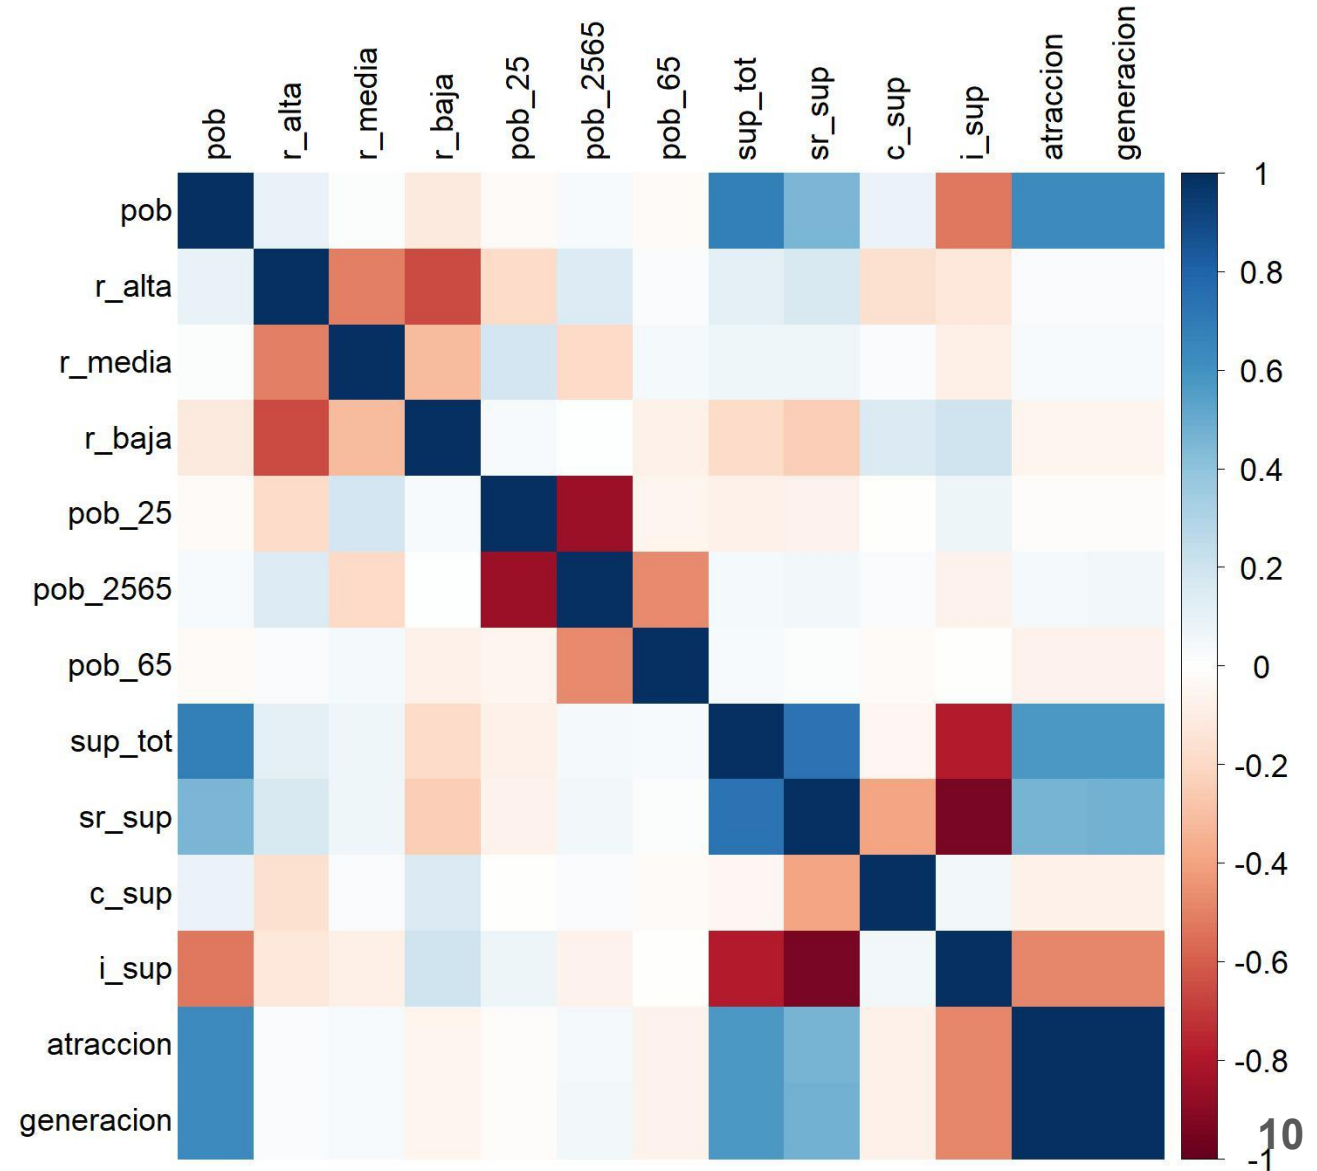 pob
r_alta
r_media
r_baja
pob_25
pob_2565
pob_65
sup_tot
sr_sup
c_sup
i_sup
atraccion
generacion
pob
r_alta
r_media
r_baja
pob_25
pob_2565
pob_65
sup_tot
sr_sup
c_sup
i_sup
atraccion
generacion
1
0.8
0.6
0.4
0.2
0
-0.2
-0.4
-0.6
-0.8
-1
10